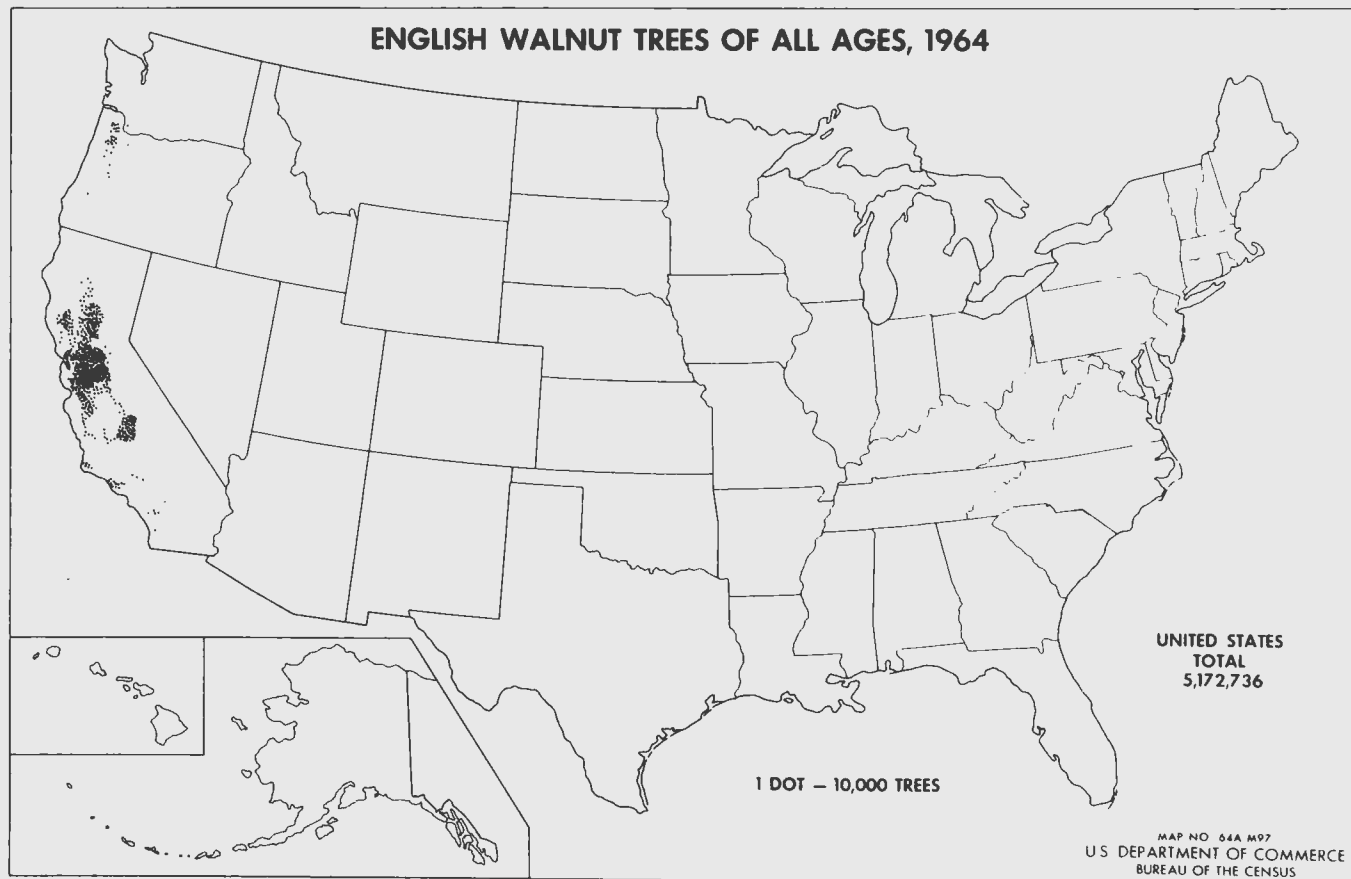 ENGLISH WALNUT TREES OF ALL AGES, 1964
UNITED STATES
TOTAL
5,172,736
1 DOT – 10,000 TREES
MAP NO. 64A M97
U S DEPARTMENT OF COMMERCE
BUREAU OF THE CENSUS